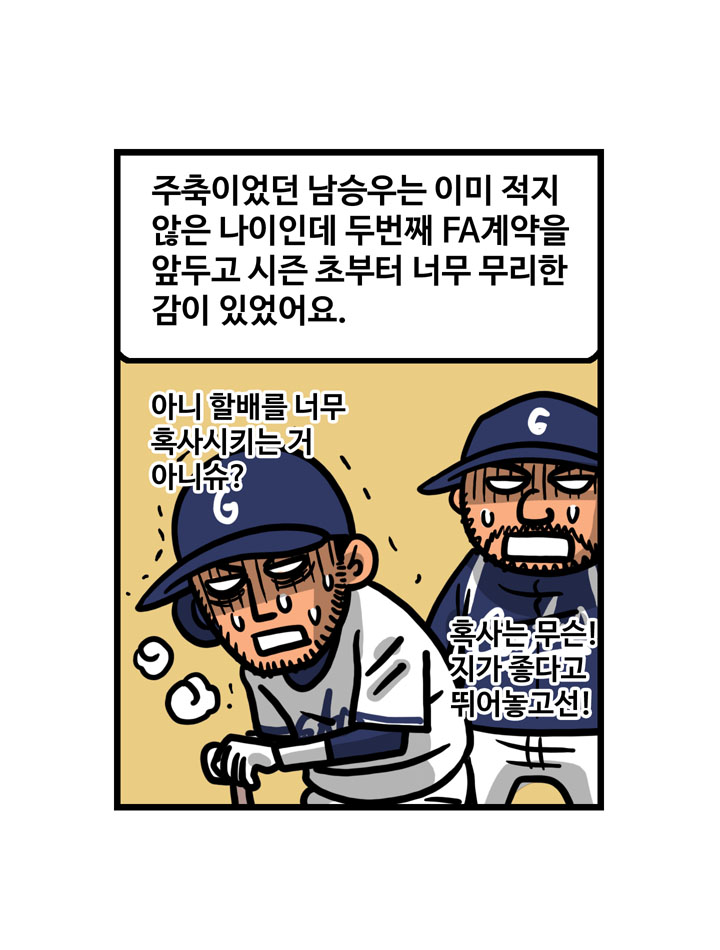 주축이었던 남승우는 이미 적지
않은 나이인데 두번째 FA계약을
앞두고 시즌 초부터 너무 무리한
감이 있었어요.
아니 할배를 너무
혹사시키는 거
아니슈?
G
G
혹사는 무슨!
지가 좋다고
뛰어놓고선!